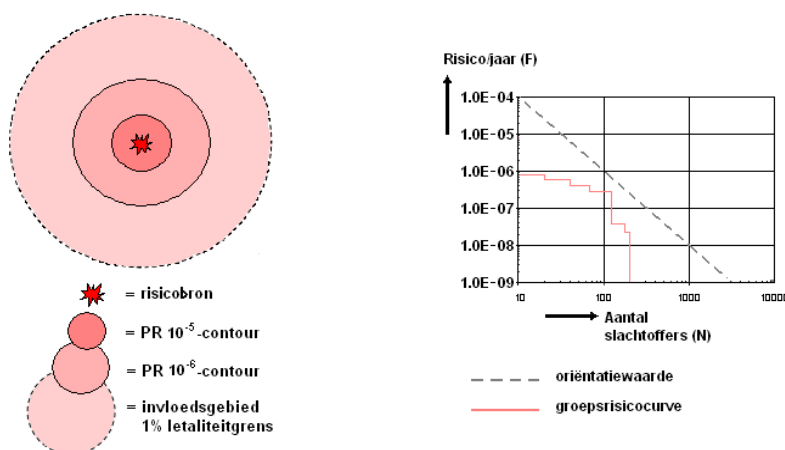 = risicobron
= PR 10⁻⁵-contour
= PR 10⁻⁶-contour
= invloedsgebied
1% letaliteitgrens
Risico/jaar (F)
1.0E-04
1.0E-05
1.0E-06
1.0E-07
1.0E-08
1.0E-09
10 100 1000 10000
Aantal
slachtoffers (N)
oriëntatiewaarde
groepsrisicocurve